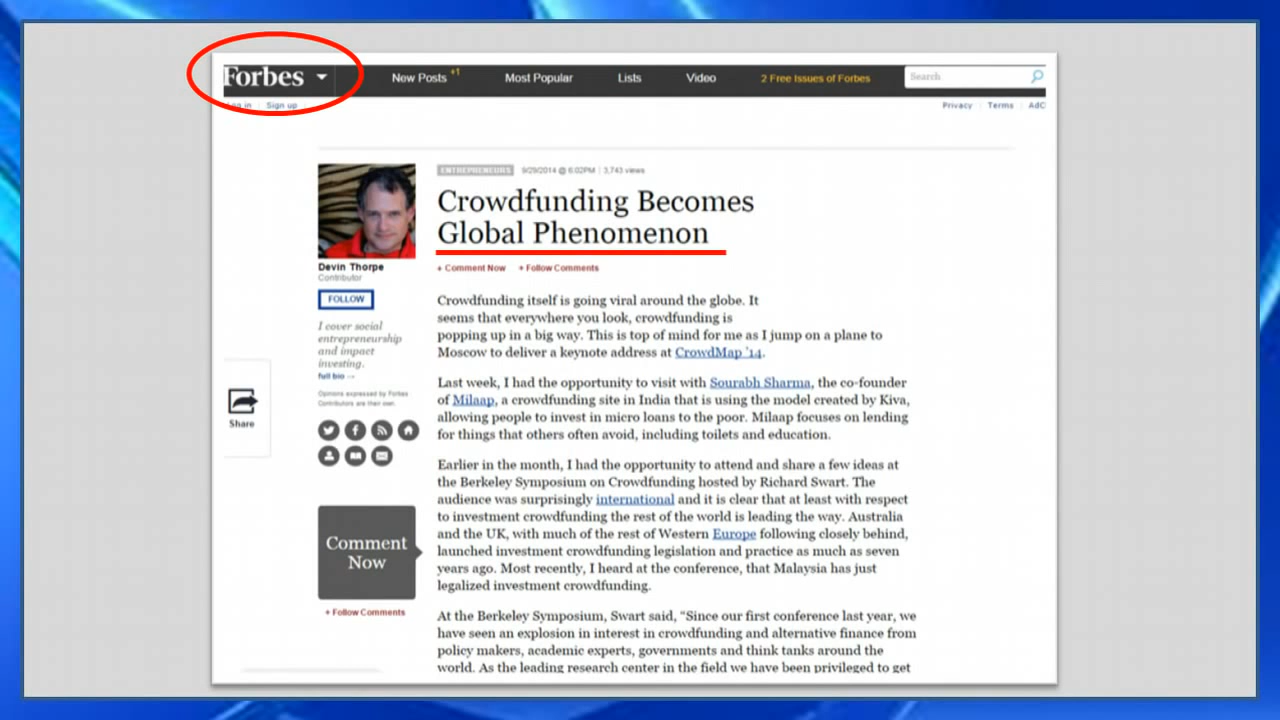 Forbes
New Posts +1
Most Popular
Lists
Video
2 Free Issues of Forbes
Search
Log in | Sign up
Privacy | Terms | AdC
ENTREPRENEURS 9/29/2014 @ 6:02PM | 3,743 views
Crowdfunding Becomes
Global Phenomenon
+ Comment Now + Follow Comments
Devin Thorpe
Contributor
FOLLOW
I cover social
entrepreneurship
and impact
investing.
full bio →
Opinions expressed by Forbes
Contributors are their own.
Share
Comment
Now
+ Follow Comments
Crowdfunding itself is going viral around the globe. It
seems that everywhere you look, crowdfunding is
popping up in a big way. This is top of mind for me as I jump on a plane to
Moscow to deliver a keynote address at CrowdMap '14.
Last week, I had the opportunity to visit with Sourabh Sharma, the co-founder
of Milaap, a crowdfunding site in India that is using the model created by Kiva,
allowing people to invest in micro loans to the poor. Milaap focuses on lending
for things that others often avoid, including toilets and education.
Earlier in the month, I had the opportunity to attend and share a few ideas at
the Berkeley Symposium on Crowdfunding hosted by Richard Swart. The
audience was surprisingly international and it is clear that at least with respect
to investment crowdfunding the rest of the world is leading the way. Australia
and the UK, with much of the rest of Western Europe following closely behind,
launched investment crowdfunding legislation and practice as much as seven
years ago. Most recently, I heard at the conference, that Malaysia has just
legalized investment crowdfunding.
At the Berkeley Symposium, Swart said, “Since our first conference last year, we
have seen an explosion in interest in crowdfunding and alternative finance from
policy makers, academic experts, governments and think tanks around the
world. As the leading research center in the field we have been privileged to get